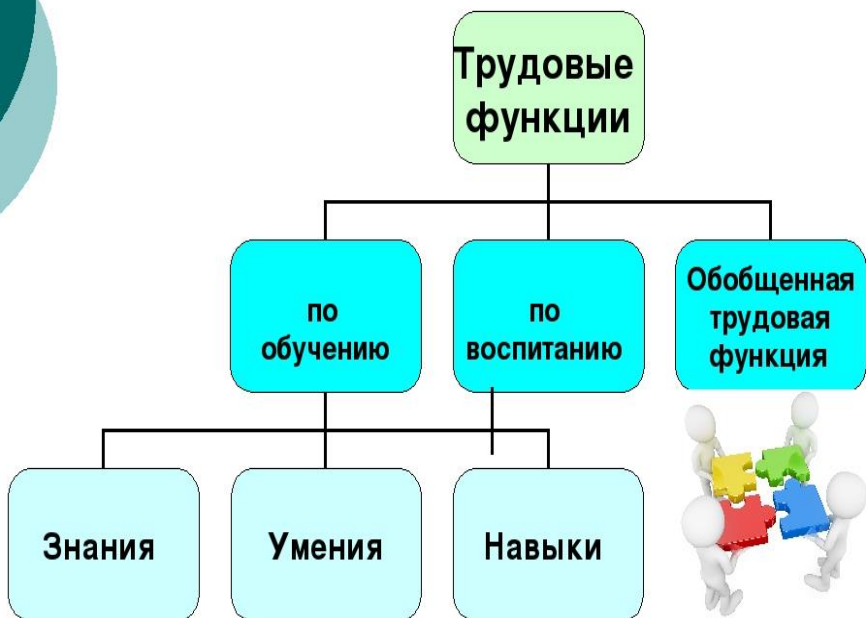 Трудовые
функции
по
обучению
по
воспитанию
Обобщенная
трудовая
функция
Знания
Умения
Навыки